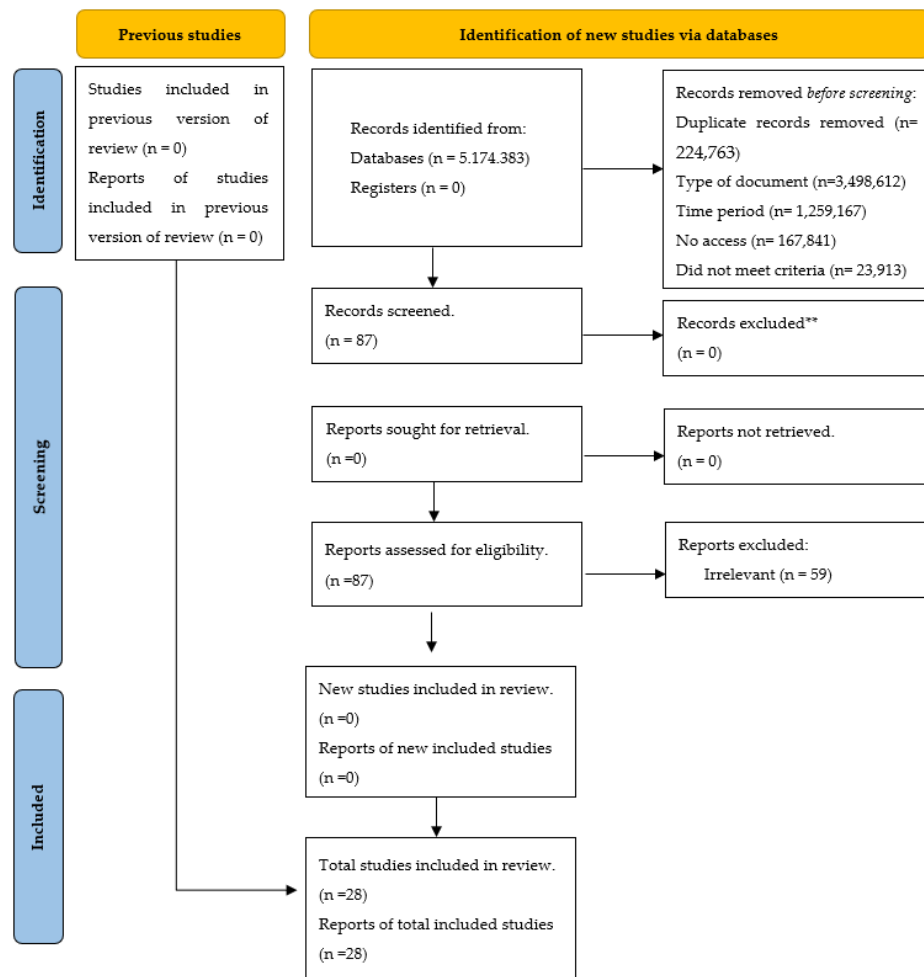 Previous studies
Identification of new studies via databases
Identification
Studies included in
previous version of
review (n = 0)
Reports of studies
included in previous
version of review (n = 0)
Records identified from:
Databases (n = 5.174.383)
Registers (n = 0)
Records removed before screening:
Duplicate records removed (n=
224,763)
Type of document (n=3,498,612)
Time period (n= 1,259,167)
No access (n= 167,841)
Did not meet criteria (n= 23,913)
Screening
Records screened.
(n = 87)
Records excluded**
(n = 0)
Reports sought for retrieval.
(n =0)
Reports not retrieved.
(n = 0)
Reports assessed for eligibility.
(n =87)
Reports excluded:
Irrelevant (n = 59)
Included
New studies included in review.
(n =0)
Reports of new included studies
(n =0)
Total studies included in review.
(n =28)
Reports of total included studies
(n =28)